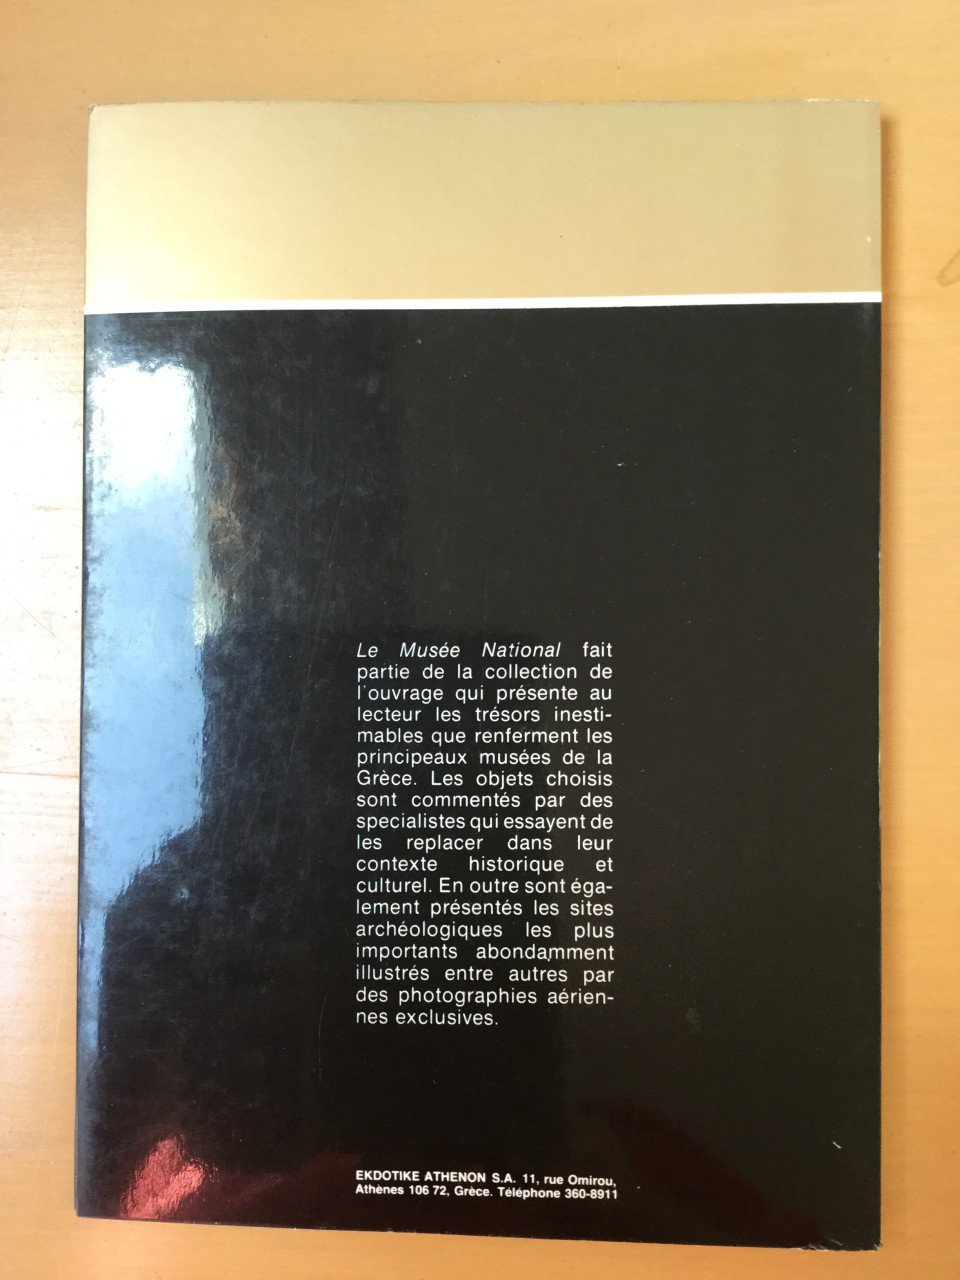 Le Musée National fait
partie de la collection de
l'ouvrage qui présente au
lecteur les trésors inesti-
mables que renferment les
principeaux musées de la
Grèce. Les objets choisis
sont commentés par des
specialistes qui essayent de
les replacer dans leur
contexte historique et
culturel. En outre sont éga-
lement présentés les sites
archéologiques les plus
importants abondamment
illustrés entre autres par
des photographies aérien-
nes exclusives.
EKDOTIKE ATHENON S.A. 11, rue Omirou,
Athènes 106 72, Grèce. Téléphone 360-8911